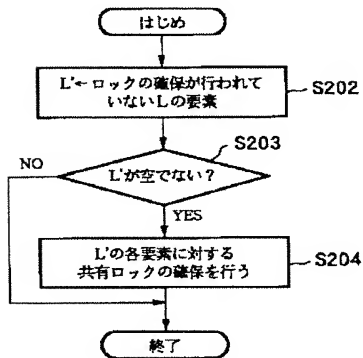 はじめ
L'←ロックの確保が行われて
いないLの要素
S202
S203
NO
L'が空でない？
YES
L'の各要素に対する
共有ロックの確保を行う
S204
終了